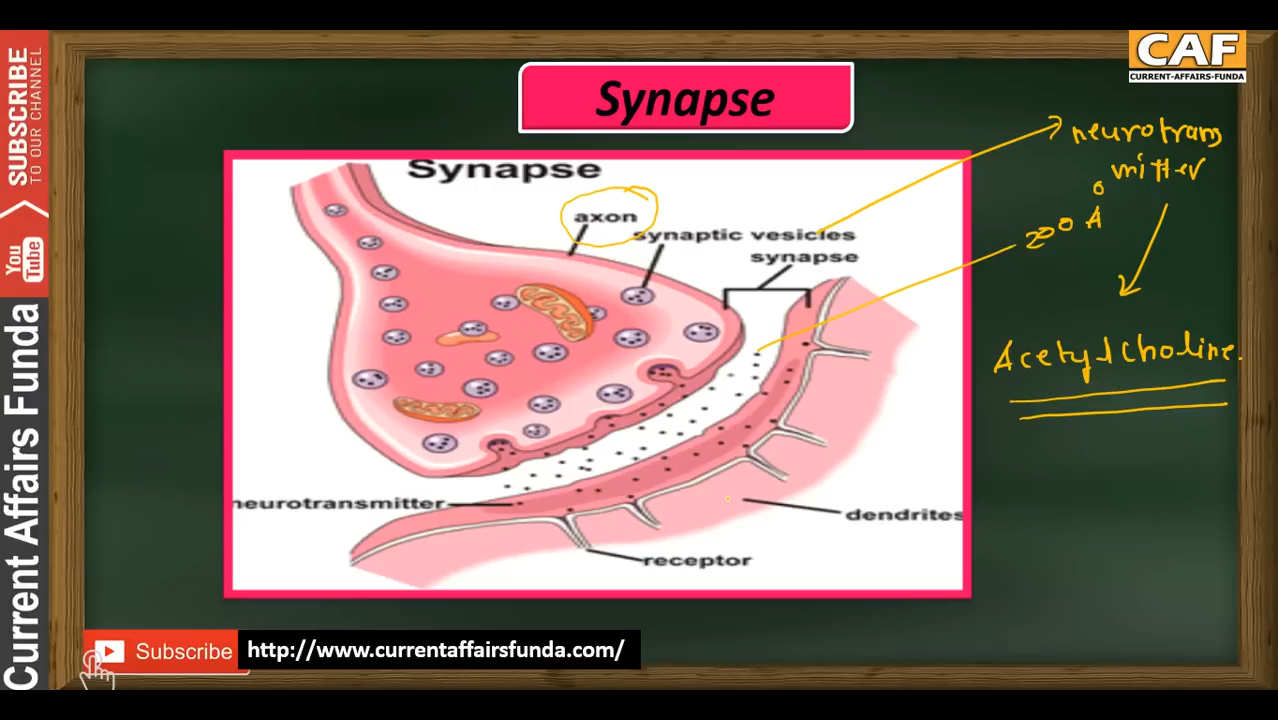 SUBSCRIBE
TO OUR CHANNEL
You
Tube
Current Affairs Funda
CAF
CURRENT-AFFAIRS-FUNDA
Synapse
Synapse
axon
synaptic vesicles
synapse
neurotransmitter
receptor
dendrites
neurotrans
mitter
200 Å
Acetylcholine.
Subscribe
http://www.currentaffairsfunda.com/